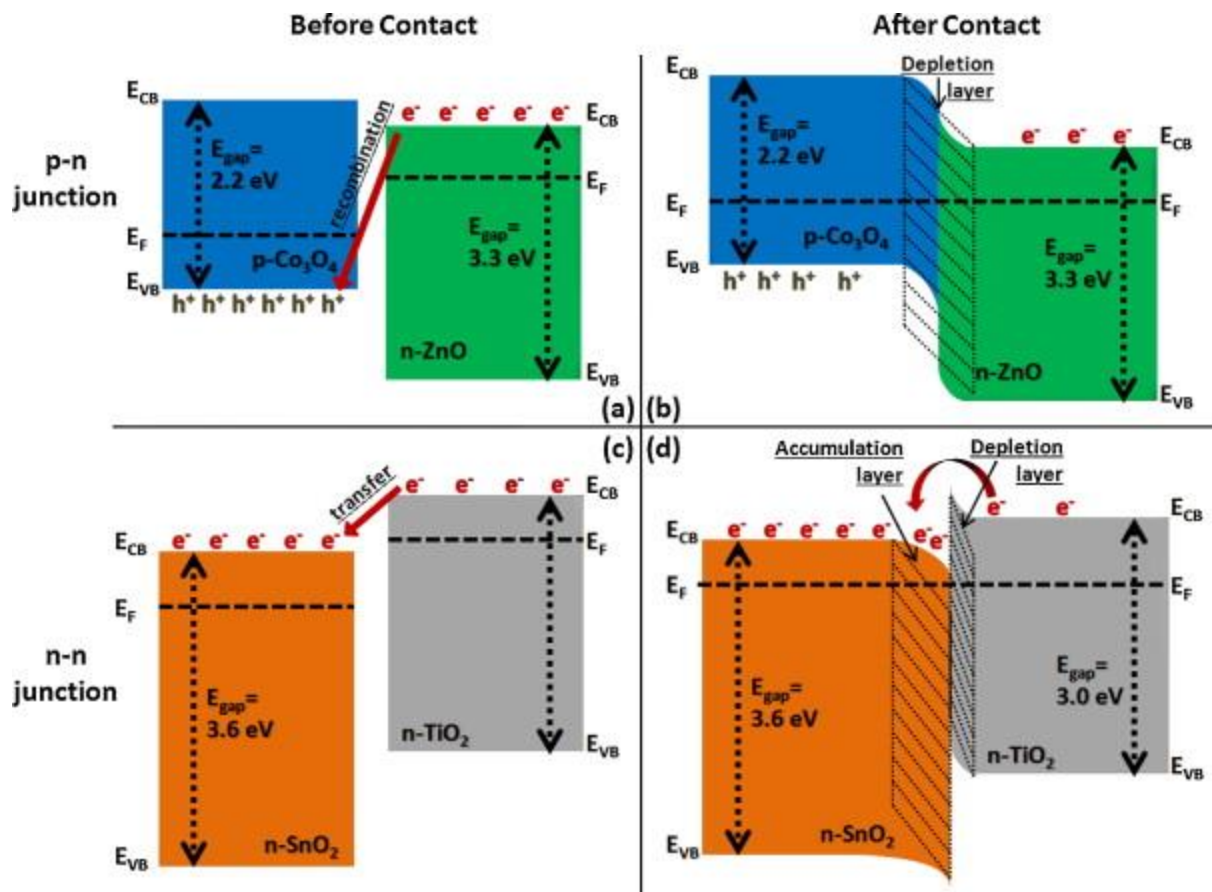 Before Contact
After Contact
p-n
junction
E_CB
E_gap=
2.2 eV
E_F
p-Co₃O₄
E_VB
h⁺ h⁺ h⁺ h⁺ h⁺ h⁺
recombination
e⁻ e⁻ e⁻ e⁻ e⁻
E_CB
E_F
E_gap=
3.3 eV
n-ZnO
E_VB
(a)
(b)
Depletion
layer
E_CB
E_gap=
2.2 eV
E_F
p-Co₃O₄
E_VB
h⁺ h⁺ h⁺ h⁺
e⁻ e⁻ e⁻
E_CB
E_F
E_gap=
3.3 eV
n-ZnO
E_VB
n-n
junction
(c)
(d)
transfer
e⁻ e⁻ e⁻ e⁻
E_CB
E_F
n-TiO₂
E_VB
e⁻ e⁻ e⁻ e⁻ e⁻
E_CB
E_F
E_gap=
3.6 eV
n-SnO₂
E_VB
Accumulation
layer
Depletion
layer
e⁻ e⁻ e⁻ e⁻ e⁻ e⁻ e⁻
E_CB
E_F
E_gap=
3.6 eV
n-SnO₂
E_VB
e⁻ e⁻
E_CB
E_F
E_gap=
3.0 eV
n-TiO₂
E_VB